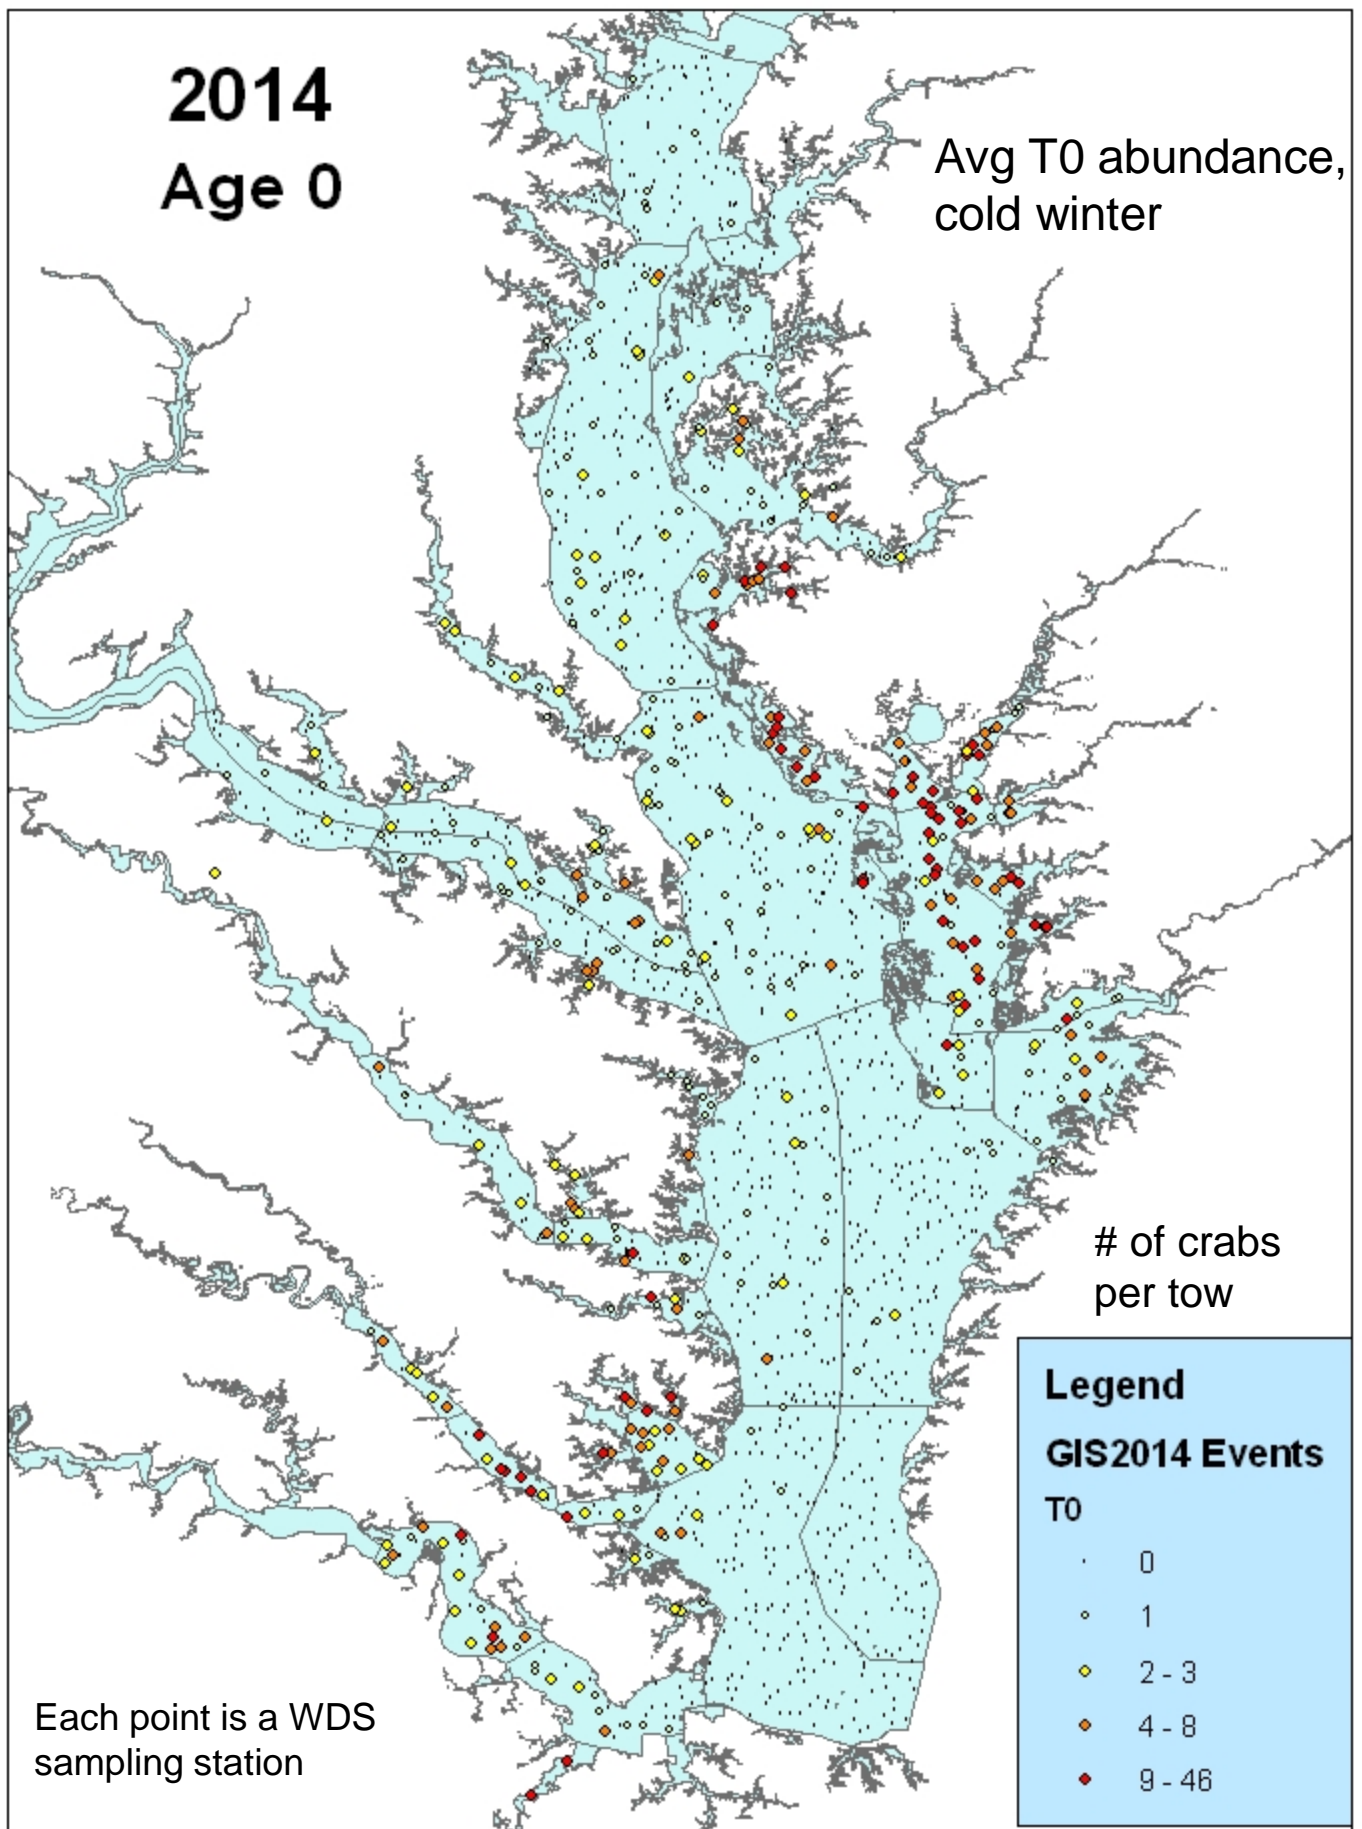 2014
Age 0
Avg T0 abundance,
cold winter
# of crabs
per tow
Legend
GIS2014 Events
T0
0
1
2 - 3
4 - 8
9 - 46
Each point is a WDS
sampling station